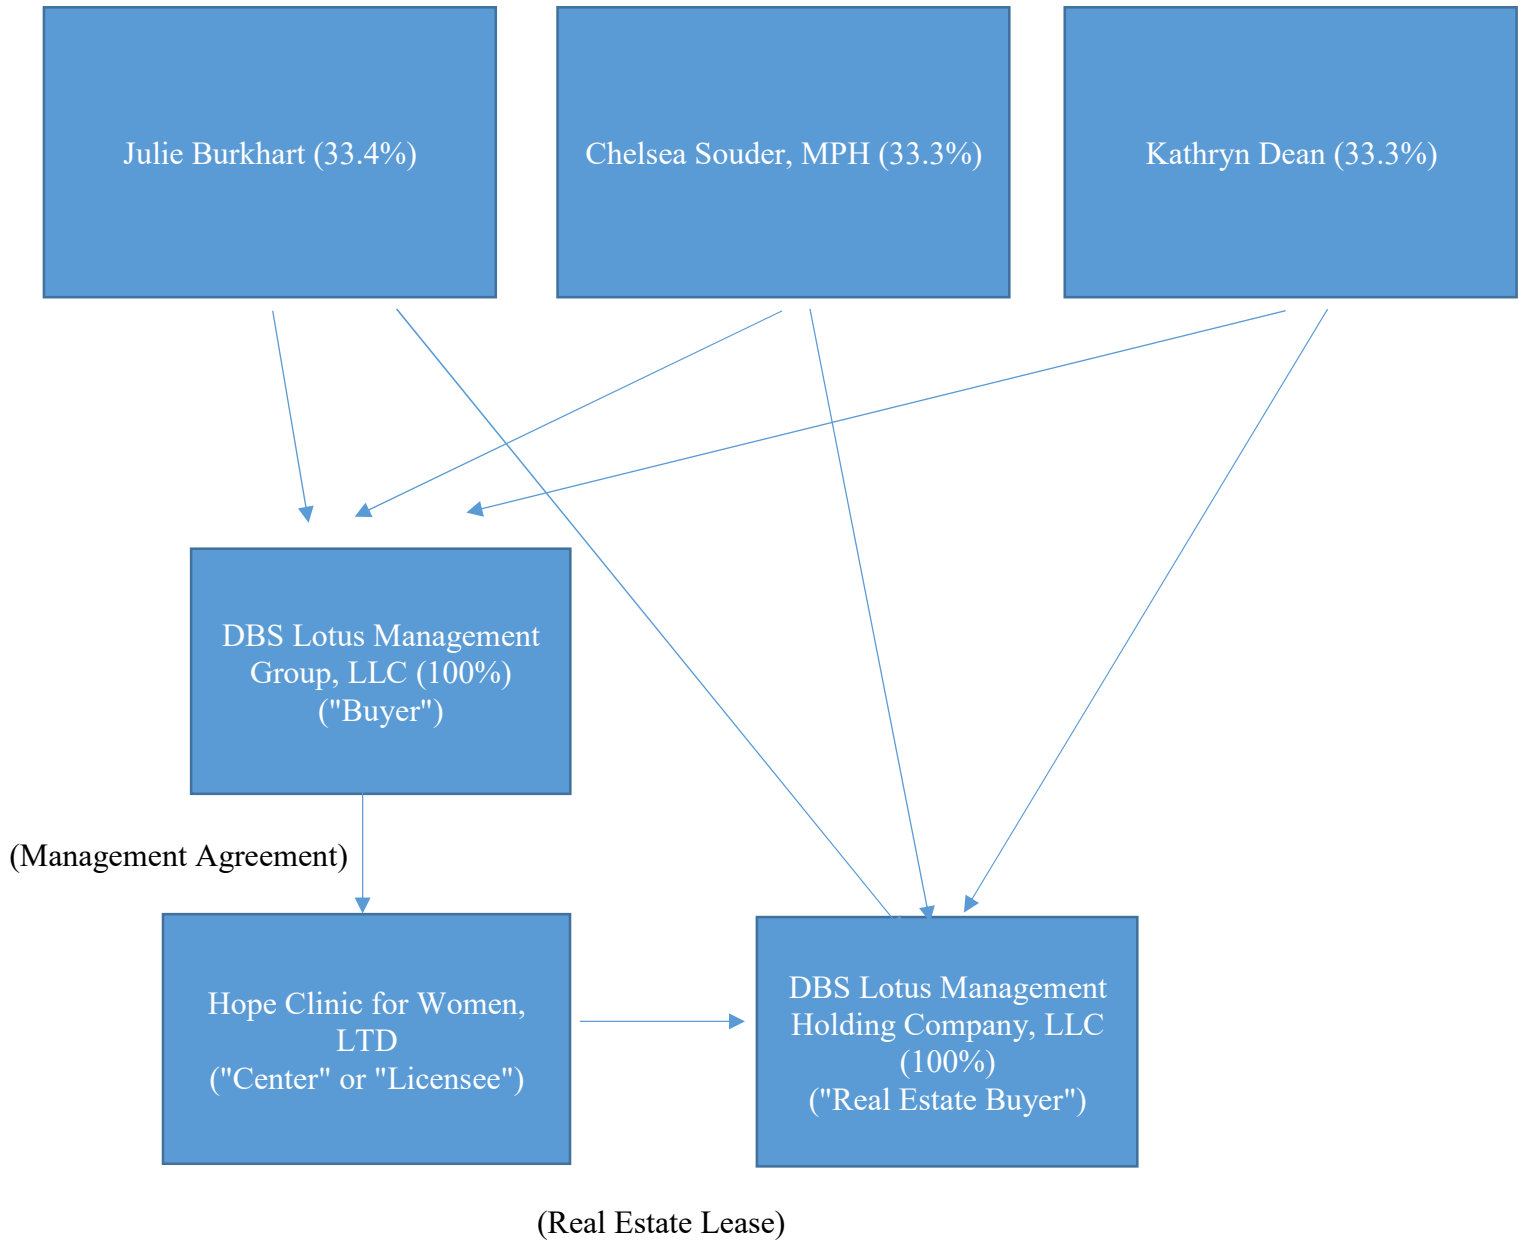 Julie Burkhart (33.4%)
Chelsea Souder, MPH (33.3%)
Kathryn Dean (33.3%)
DBS Lotus Management
Group, LLC (100%)
("Buyer")
(Management Agreement)
Hope Clinic for Women,
LTD
("Center" or "Licensee")
DBS Lotus Management
Holding Company, LLC
(100%)
("Real Estate Buyer")
(Real Estate Lease)